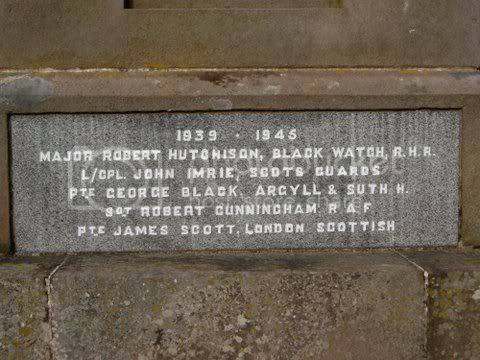 1939 · 1945
MAJOR ROBERT HUTCHISON, BLACK WATCH, R.H.R.
L/CPL. JOHN IMRIE, SCOTS GUARDS
PTE GEORGE BLACK, ARGYLL & SUTH H.
SGT ROBERT CUNNINGHAM R A F
PTE JAMES SCOTT, LONDON SCOTTISH